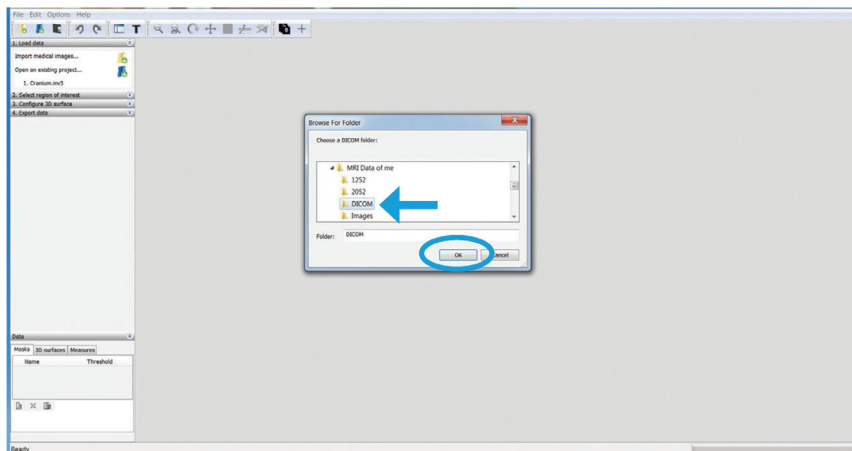 File Edit Options Help
T
1. Load data
Import medical images...
Open an existing project...
1. Cranium.inv3
2. Select region of interest
3. Configure 3D surface
4. Export data
Browse For Folder
Choose a DICOM folder:
MRI Data of me
1252
2052
DICOM
Images
Folder: DICOM
OK Cancel
Data
Masks 3D surfaces Measures
Name Threshold
Ready